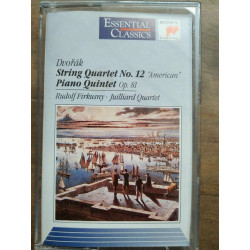 ESSENTIAL
CLASSICS
Dvořák
String Quartet No. 12 "American"
Piano Quintet Op. 81
Rudolf Firkusny · Juilliard Quartet